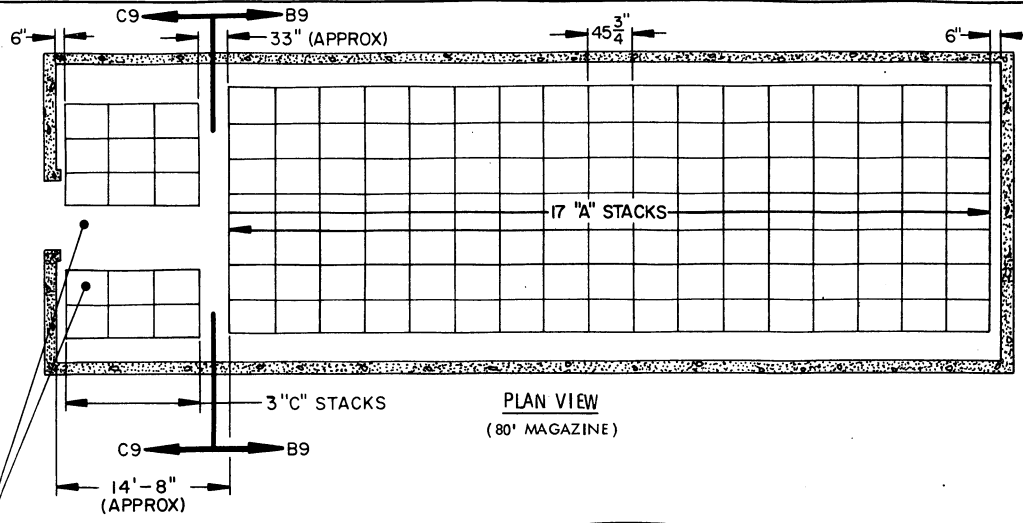 C9 B9
6" 33" (APPROX) 45 3/4" 6"
17 "A" STACKS
3 "C" STACKS
PLAN VIEW
(80' MAGAZINE)
C9 B9
14'-8"
(APPROX)